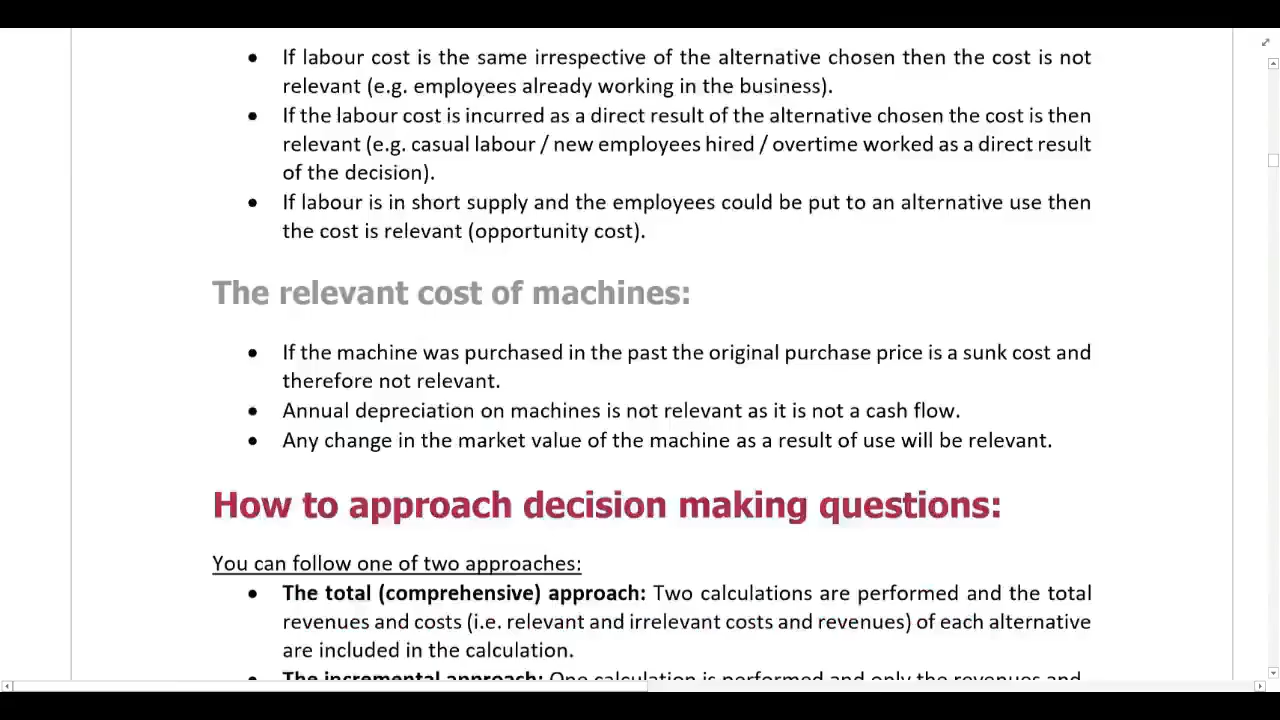 • If labour cost is the same irrespective of the alternative chosen then the cost is not
relevant (e.g. employees already working in the business).
• If the labour cost is incurred as a direct result of the alternative chosen the cost is then
relevant (e.g. casual labour / new employees hired / overtime worked as a direct result
of the decision).
• If labour is in short supply and the employees could be put to an alternative use then
the cost is relevant (opportunity cost).
The relevant cost of machines:
• If the machine was purchased in the past the original purchase price is a sunk cost and
therefore not relevant.
• Annual depreciation on machines is not relevant as it is not a cash flow.
• Any change in the market value of the machine as a result of use will be relevant.
How to approach decision making questions:
You can follow one of two approaches:
• The total (comprehensive) approach: Two calculations are performed and the total
revenues and costs (i.e. relevant and irrelevant costs and revenues) of each alternative
are included in the calculation.
• The incremental approach: One calculation is performed and only the revenues and